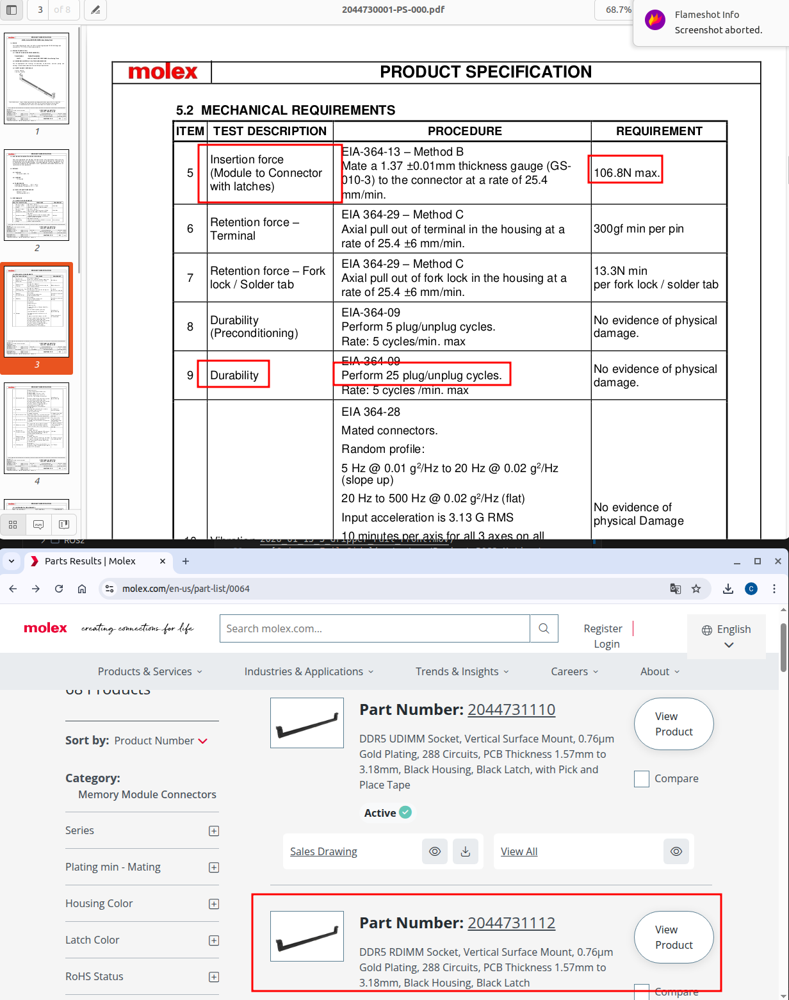 3 of 8
2044730001-PS-000.pdf
68.7%
Flameshot Info
Screenshot aborted.
1
2
3
4
molex
PRODUCT SPECIFICATION
5.2 MECHANICAL REQUIREMENTS
ITEM TEST DESCRIPTION PROCEDURE REQUIREMENT
5
Insertion force
(Module to Connector
with latches)
EIA-364-13 – Method B
Mate a 1.37 ±0.01mm thickness gauge (GS-
010-3) to the connector at a rate of 25.4
mm/min.
106.8N max.
6
Retention force –
Terminal
EIA 364-29 – Method C
Axial pull out of terminal in the housing at a
rate of 25.4 ±6 mm/min.
300gf min per pin
7
Retention force – Fork
lock / Solder tab
EIA 364-29 – Method C
Axial pull out of fork lock in the housing at a
rate of 25.4 ±6 mm/min.
13.3N min
per fork lock / solder tab
8
Durability
(Preconditioning)
EIA-364-09
Perform 5 plug/unplug cycles.
Rate: 5 cycles/min. max
No evidence of physical
damage.
9
Durability
EIA-364-09
Perform 25 plug/unplug cycles.
Rate: 5 cycles /min. max
No evidence of physical
damage.
10
Vibration
EIA 364-28
Mated connectors.
Random profile:
5 Hz @ 0.01 g²/Hz to 20 Hz @ 0.02 g²/Hz
(slope up)
20 Hz to 500 Hz @ 0.02 g²/Hz (flat)
Input acceleration is 3.13 G RMS
10 minutes per axis for all 3 axes on all
No evidence of
physical Damage
ROS2
Parts Results | Molex
molex.com/en-us/part-list/0064
C
molex
creating connections for life
Search molex.com...
Register
Login
English
Products & Services
Industries & Applications
Trends & Insights
Careers
About
68 Products
Sort by: Product Number
Category:
Memory Module Connectors
Series
Plating min - Mating
Housing Color
Latch Color
RoHS Status
Part Number: 2044731110
DDR5 UDIMM Socket, Vertical Surface Mount, 0.76µm
Gold Plating, 288 Circuits, PCB Thickness 1.57mm to
3.18mm, Black Housing, Black Latch, with Pick and
Place Tape
Active
View
Product
Compare
Sales Drawing
View All
Part Number: 2044731112
DDR5 RDIMM Socket, Vertical Surface Mount, 0.76µm
Gold Plating, 288 Circuits, PCB Thickness 1.57mm to
3.18mm, Black Housing, Black Latch
View
Product
Compare